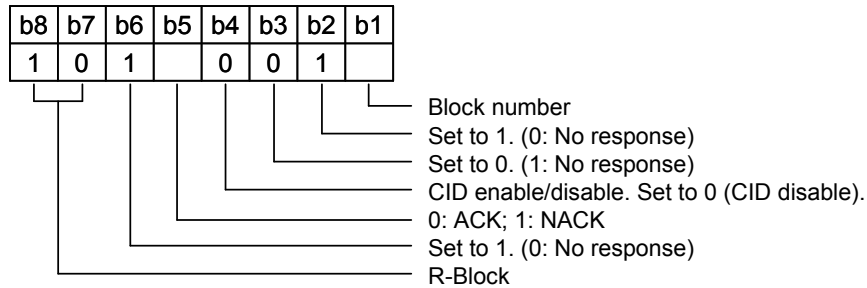 b8 b7 b6 b5 b4 b3 b2 b1
1 0 1 0 0 1
Block number
Set to 1. (0: No response)
Set to 0. (1: No response)
CID enable/disable. Set to 0 (CID disable).
0: ACK; 1: NACK
Set to 1. (0: No response)
R-Block